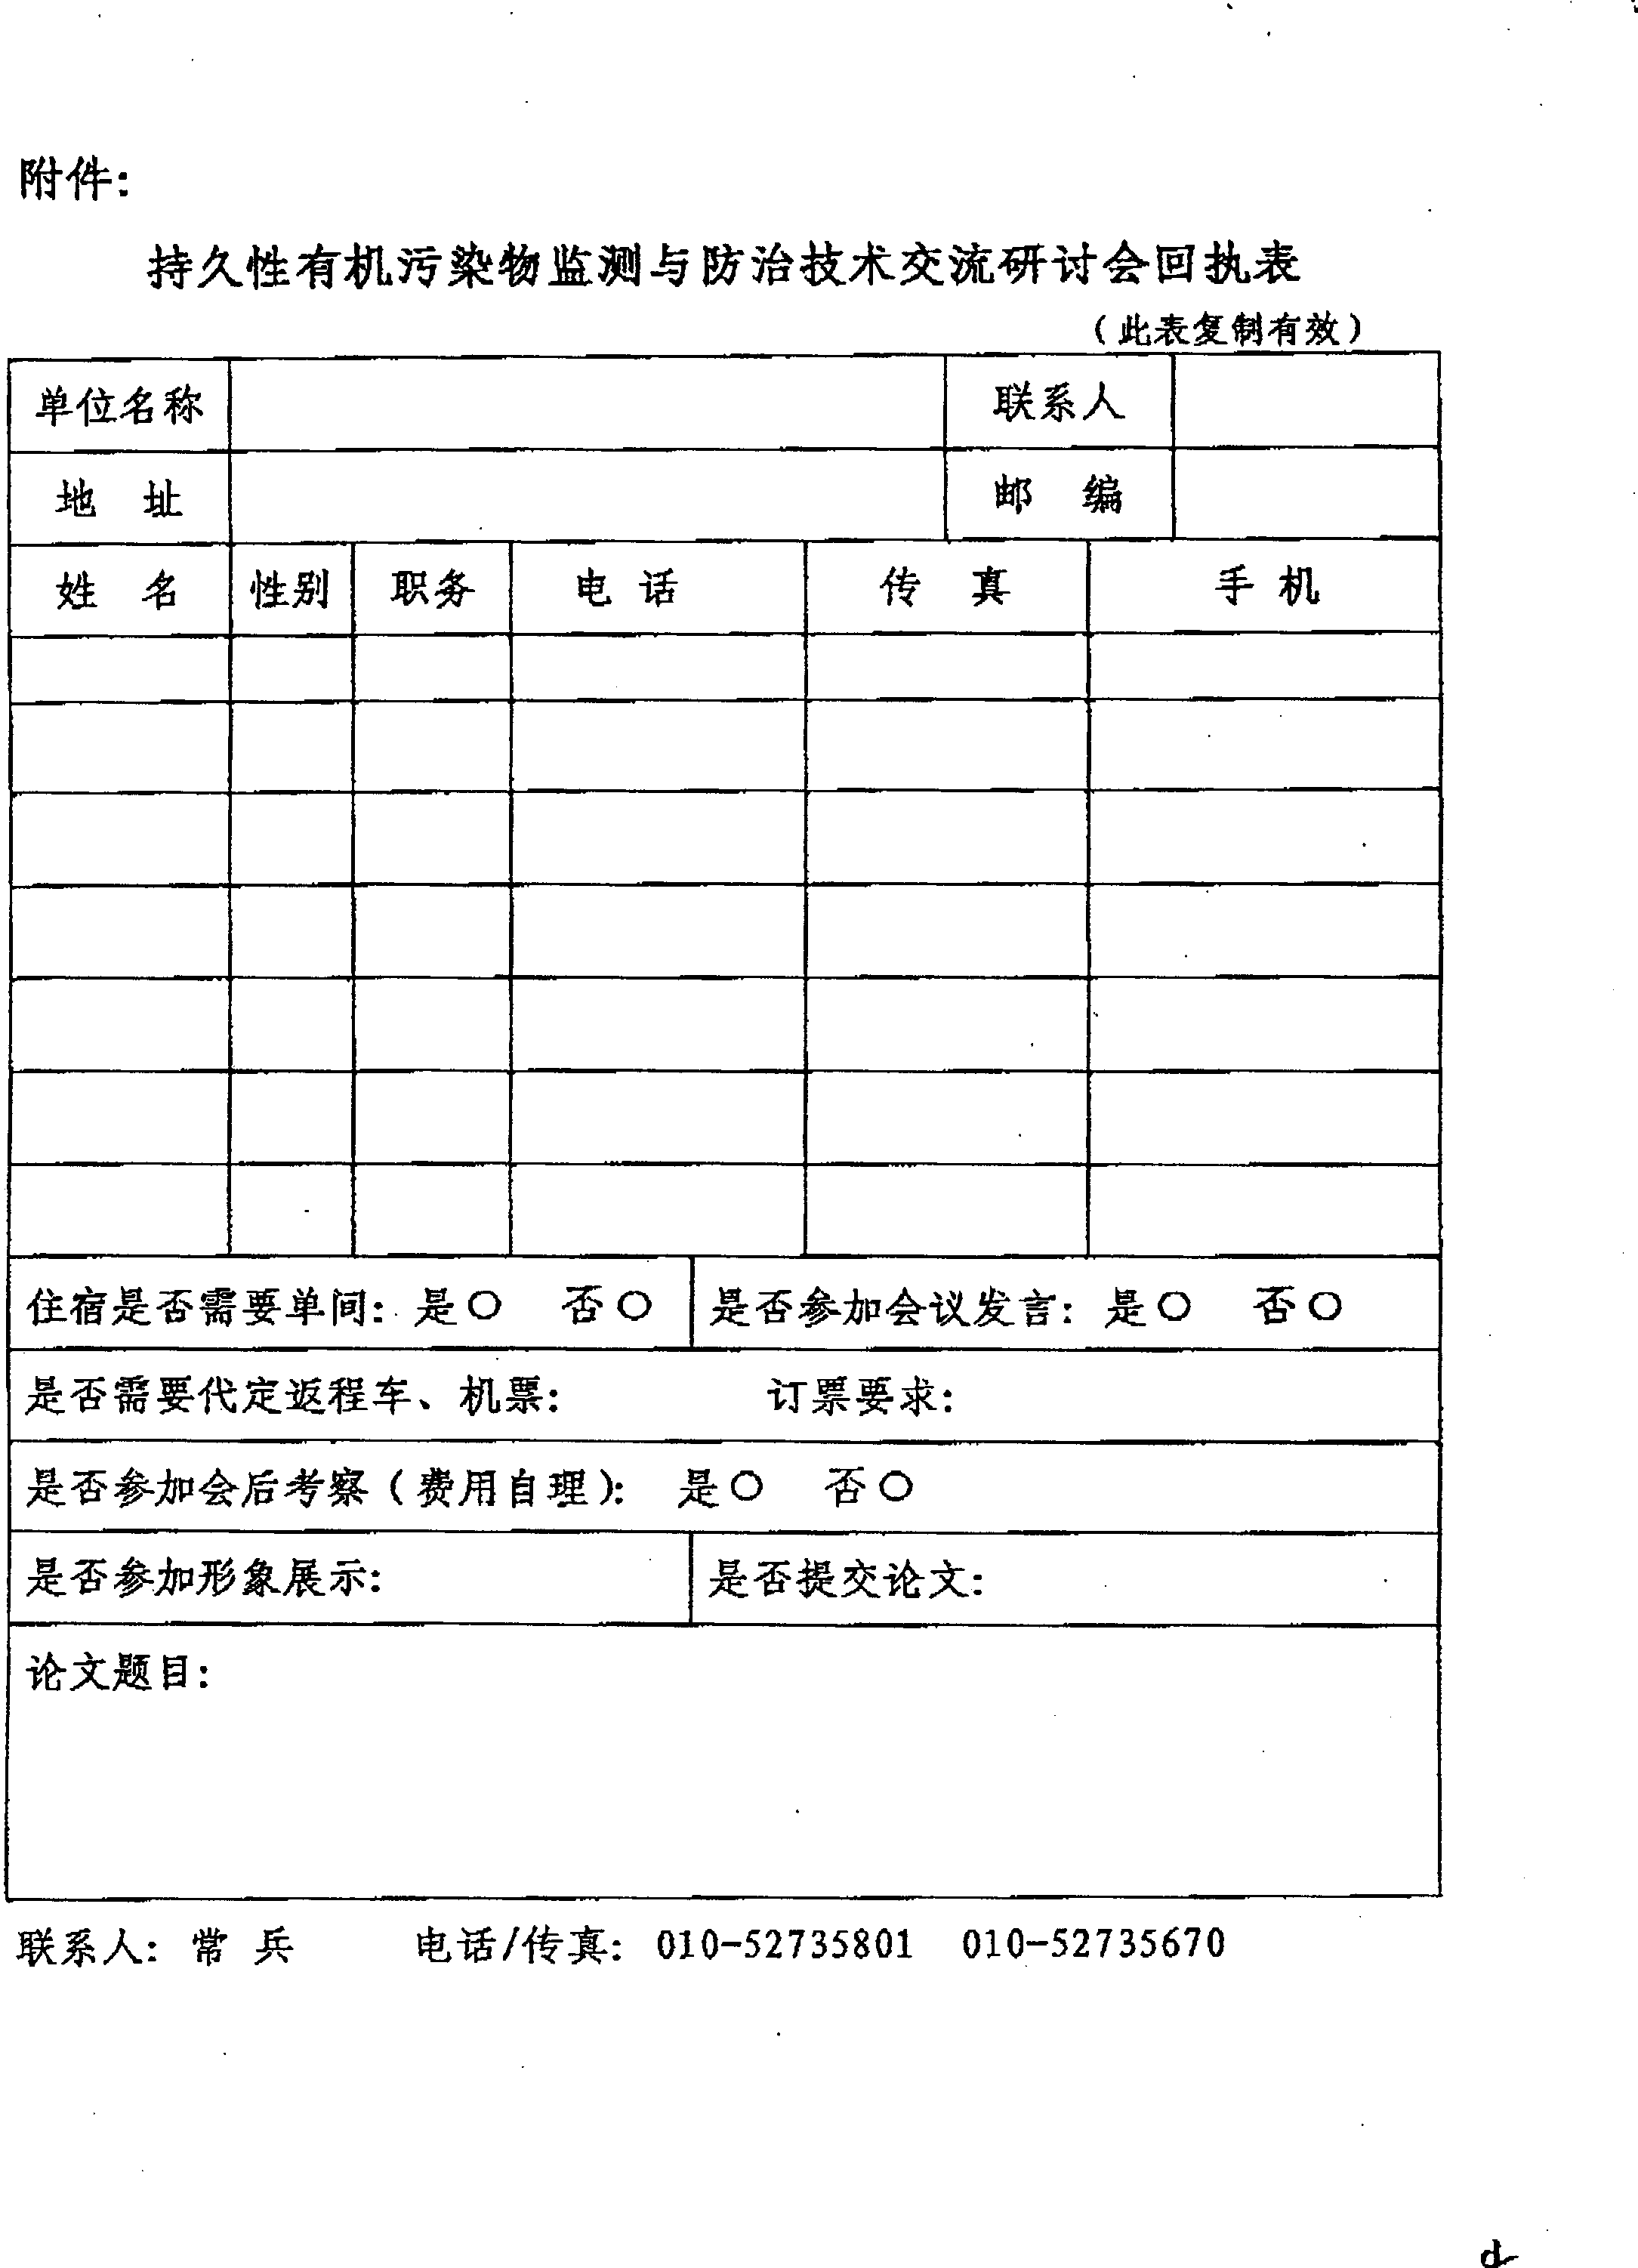 附件:
持久性有机污染物监测与防治技术交流研讨会回执表
(此表复制有效)
单位名称 联系人
地 址 邮 编
姓 名 性别 职务 电 话 传 真 手 机
住宿是否需要单间: 是○ 否○ 是否参加会议发言: 是○ 否○
是否需要代定返程车、机票: 订票要求:
是否参加会后考察(费用自理): 是○ 否○
是否参加形象展示: 是否提交论文:
论文题目:
联系人: 常 兵 电话/传真: 010-52735801 010-52735670